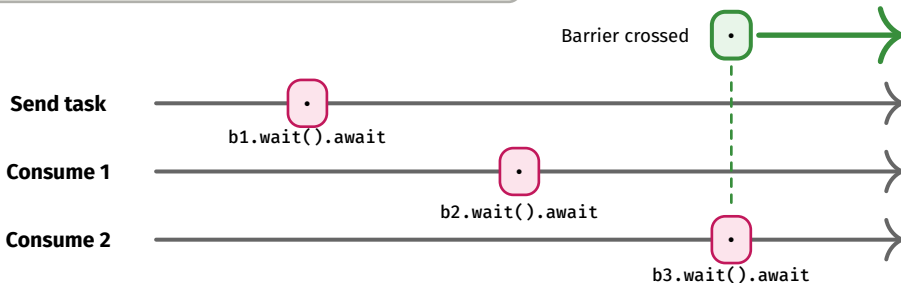 Barrier crossed
Send task
b1.wait().await
Consume 1
b2.wait().await
Consume 2
b3.wait().await